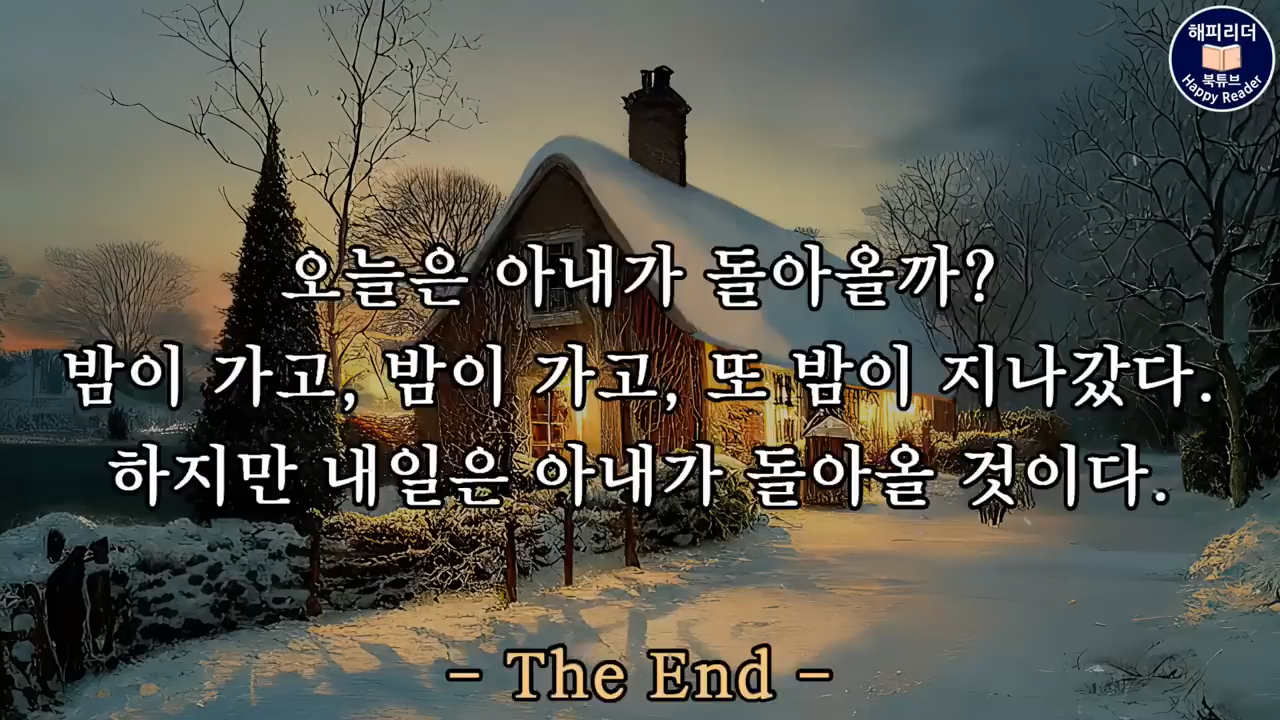 해피리더
북튜브
Happy Reader
오늘은 아내가 돌아올까?
밤이 가고, 밤이 가고, 또 밤이 지나갔다.
하지만 내일은 아내가 돌아올 것이다.
- The End -